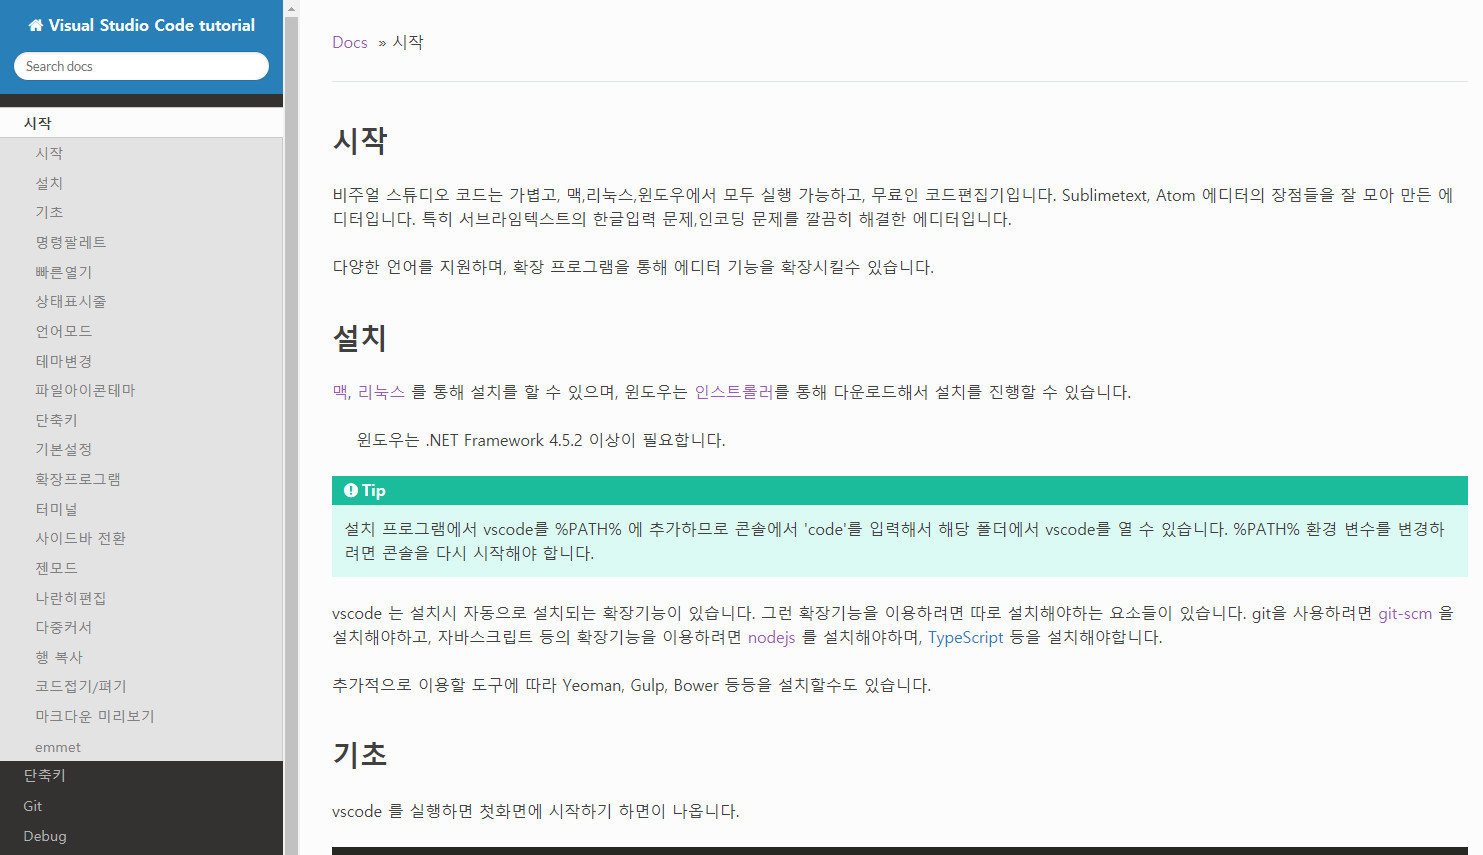 Visual Studio Code tutorial
Search docs
시작
시작
설치
기초
명령팔레트
빠른열기
상태표시줄
언어모드
테마변경
파일아이콘테마
단축키
기본설정
확장프로그램
터미널
사이드바 전환
젠모드
나란히편집
다중커서
행 복사
코드접기/펴기
마크다운 미리보기
emmet
단축키
Git
Debug
Docs » 시작
시작
비주얼 스튜디오 코드는 가볍고, 맥,리눅스,윈도우에서 모두 실행 가능하고, 무료인 코드편집기입니다. Sublimetext, Atom 에디터의 장점들을 잘 모아 만든 에
디터입니다. 특히 서브라임텍스트의 한글입력 문제,인코딩 문제를 깔끔히 해결한 에디터입니다.
다양한 언어를 지원하며, 확장 프로그램을 통해 에디터 기능을 확장시킬수 있습니다.
설치
맥, 리눅스 를 통해 설치를 할 수 있으며, 윈도우는 인스트롤러를 통해 다운로드해서 설치를 진행할 수 있습니다.
윈도우는 .NET Framework 4.5.2 이상이 필요합니다.
Tip
설치 프로그램에서 vscode를 %PATH% 에 추가하므로 콘솔에서 'code'를 입력해서 해당 폴더에서 vscode를 열 수 있습니다. %PATH% 환경 변수를 변경하
려면 콘솔을 다시 시작해야 합니다.
vscode 는 설치시 자동으로 설치되는 확장기능이 있습니다. 그런 확장기능을 이용하려면 따로 설치해야하는 요소들이 있습니다. git을 사용하려면 git-scm 을
설치해야하고, 자바스크립트 등의 확장기능을 이용하려면 nodejs 를 설치해야하며, TypeScript 등을 설치해야합니다.
추가적으로 이용할 도구에 따라 Yeoman, Gulp, Bower 등등을 설치할수도 있습니다.
기초
vscode 를 실행하면 첫화면에 시작하기 하면이 나옵니다.